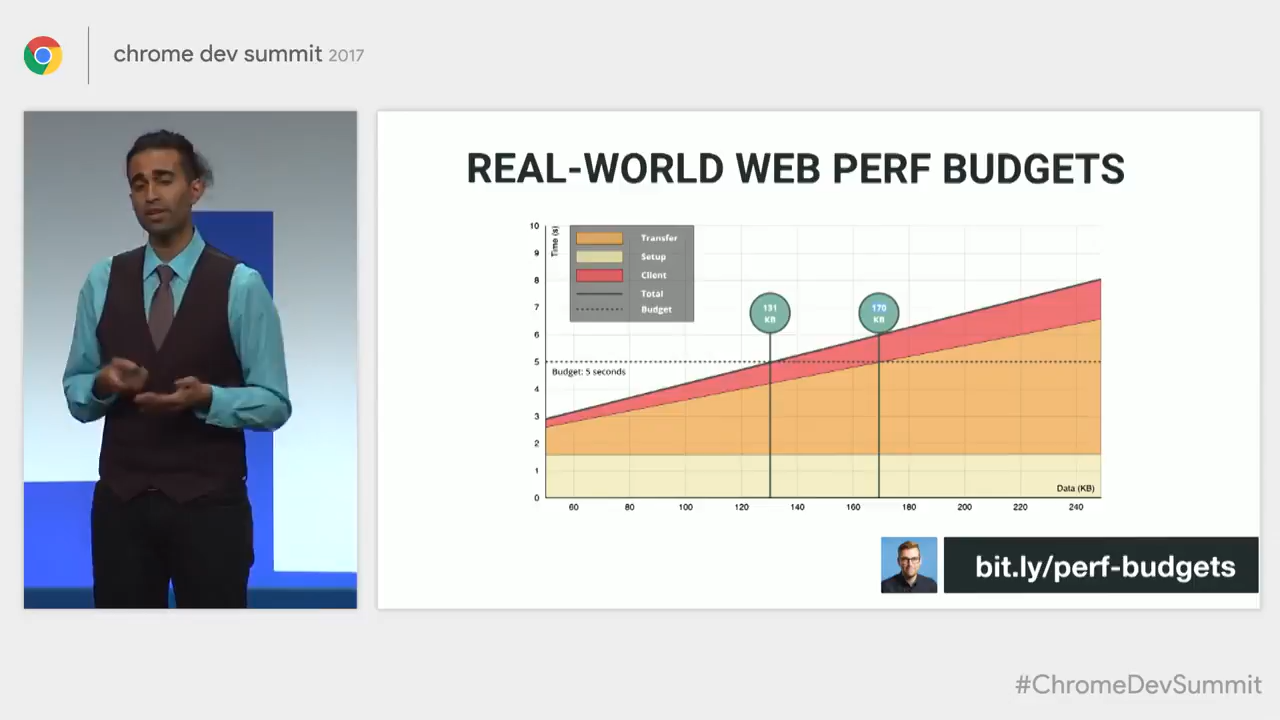 chrome dev summit 2017
REAL-WORLD WEB PERF BUDGETS
Time (s)
10
9
8
7
6
5
4
3
2
1
0
Transfer
Setup
Client
Total
Budget
131
KB
170
KB
Budget: 5 seconds
Data (KB)
60 80 100 120 140 160 180 200 220 240
bit.ly/perf-budgets
#ChromeDevSummit